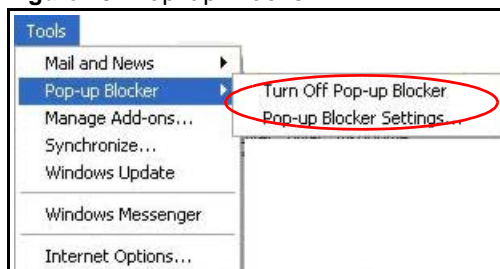 Tools
Mail and News
Pop-up Blocker
Turn Off Pop-up Blocker
Manage Add-ons...
Pop-up Blocker Settings...
Synchronize...
Windows Update
Windows Messenger
Internet Options...